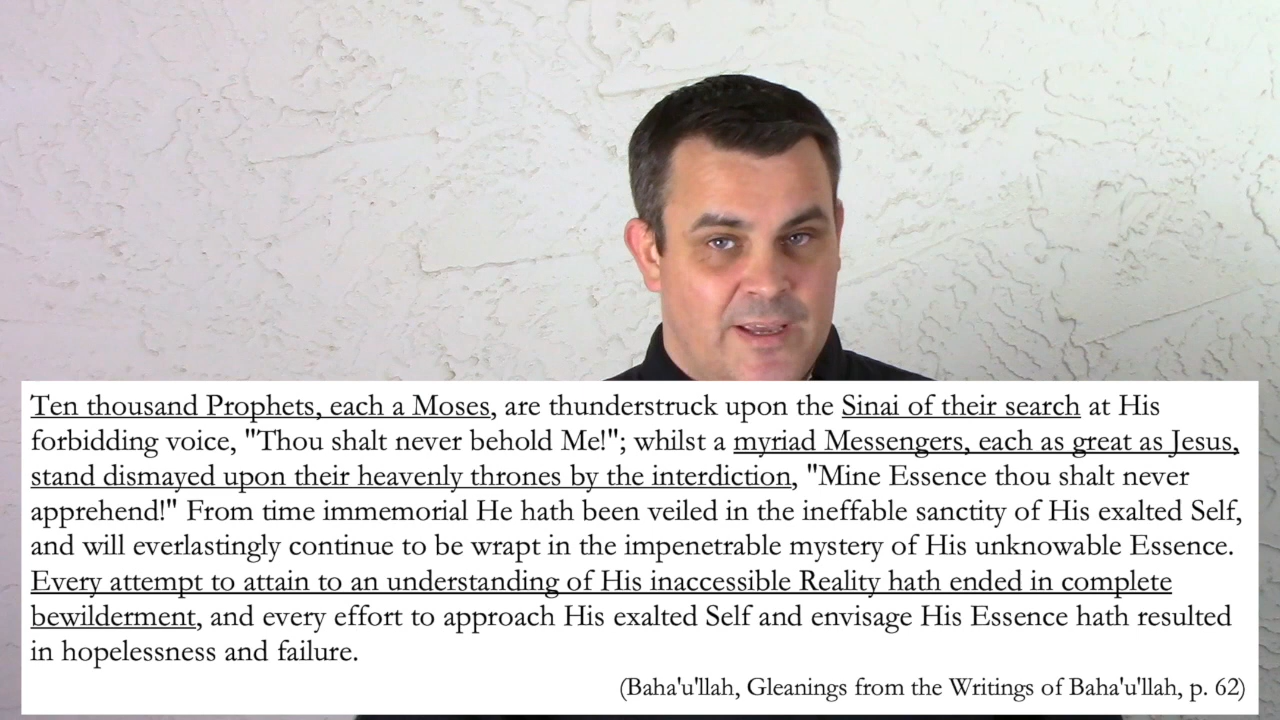 Ten thousand Prophets, each a Moses, are thunderstruck upon the Sinai of their search at His
forbidding voice, "Thou shalt never behold Me!"; whilst a myriad Messengers, each as great as Jesus,
stand dismayed upon their heavenly thrones by the interdiction, "Mine Essence thou shalt never
apprehend!" From time immemorial He hath been veiled in the ineffable sanctity of His exalted Self,
and will everlastingly continue to be wrapt in the impenetrable mystery of His unknowable Essence.
Every attempt to attain to an understanding of His inaccessible Reality hath ended in complete
bewilderment, and every effort to approach His exalted Self and envisage His Essence hath resulted
in hopelessness and failure.
(Baha'u'llah, Gleanings from the Writings of Baha'u'llah, p. 62)